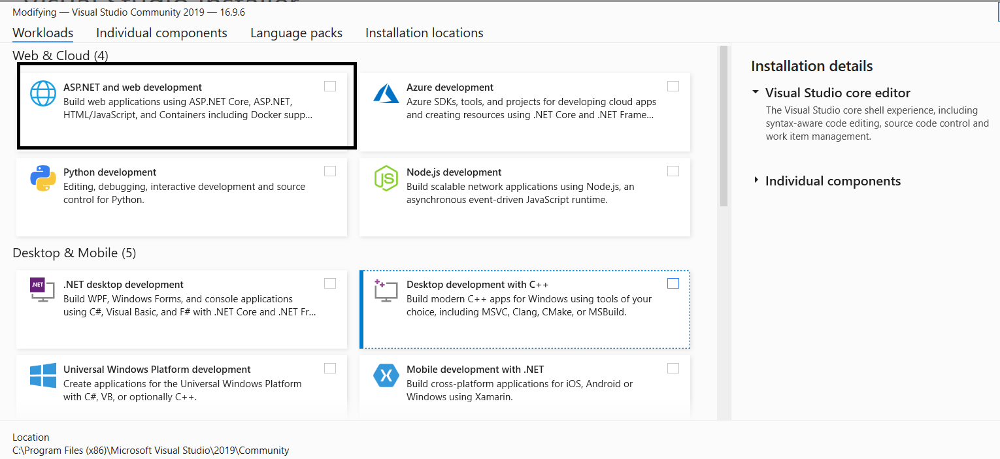 Modifying — Visual Studio Community 2019 — 16.9.6
Workloads Individual components Language packs Installation locations
Web & Cloud (4)
ASP.NET and web development
Build web applications using ASP.NET Core, ASP.NET,
HTML/JavaScript, and Containers including Docker supp...
Azure development
Azure SDKs, tools, and projects for developing cloud apps
and creating resources using .NET Core and .NET Frame...
Python development
Editing, debugging, interactive development and source
control for Python.
JS
Node.js development
Build scalable network applications using Node.js, an
asynchronous event-driven JavaScript runtime.
Desktop & Mobile (5)
.NET
.NET desktop development
Build WPF, Windows Forms, and console applications
using C#, Visual Basic, and F# with .NET Core and .NET Fr...
Desktop development with C++
Build modern C++ apps for Windows using tools of your
choice, including MSVC, Clang, CMake, or MSBuild.
Universal Windows Platform development
Create applications for the Universal Windows Platform
with C#, VB, or optionally C++.
Mobile development with .NET
Build cross-platform applications for iOS, Android or
Windows using Xamarin.
Installation details
Visual Studio core editor
The Visual Studio core shell experience, including
syntax-aware code editing, source code control and
work item management.
Individual components
Location
C:\Program Files (x86)\Microsoft Visual Studio\2019\Community